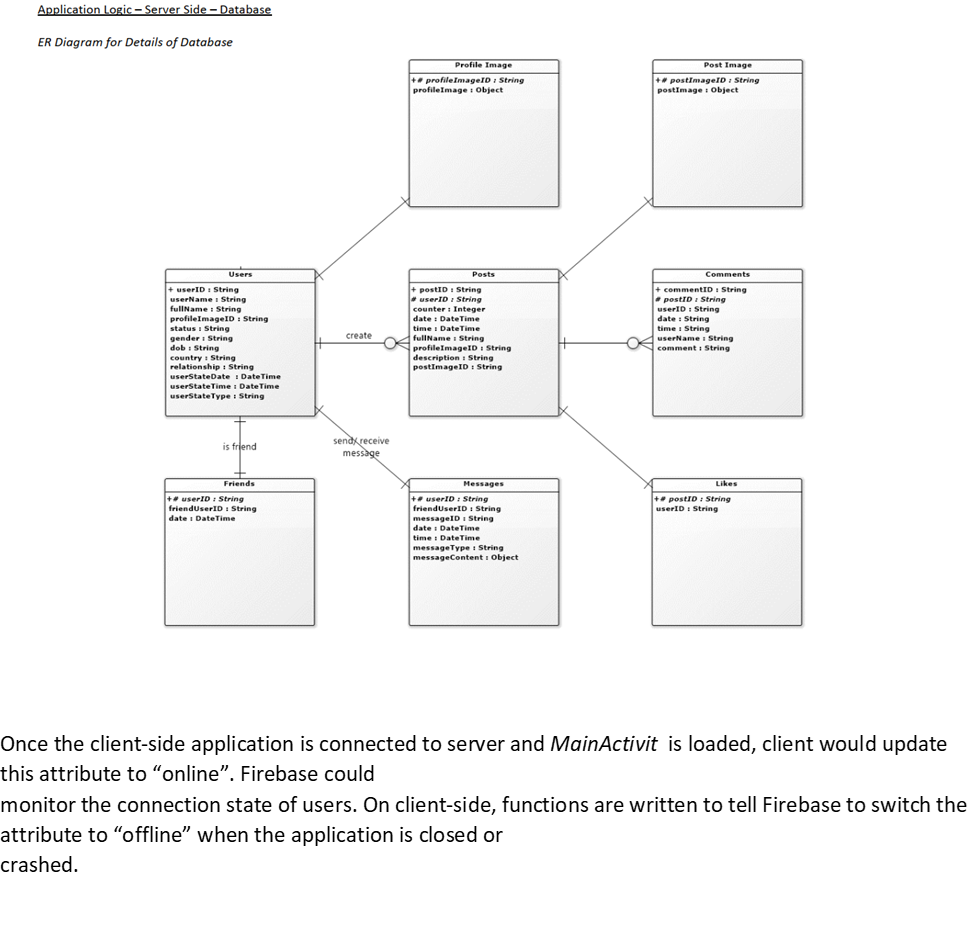 Application Logic – Server Side – Database
ER Diagram for Details of Database
Profile Image
+# profileImageID : String
profileImage : Object
Post Image
+# postImageID : String
postImage : Object
Users
+ userID : String
userName : String
fullName : String
profileImageID : String
status : String
gender : String
dob : String
country : String
relationship : String
userStateDate : DateTime
userStateTime : DateTime
userStateType : String
create
Posts
+ postID : String
# userID : String
counter : Integer
date : DateTime
time : DateTime
fullName : String
profileImageID : String
description : String
postImageID : String
Comments
+ commentID : String
# postID : String
userID : String
date : String
time : String
userName : String
comment : String
is friend
send/ receive
message
Friends
+# userID : String
friendUserID : String
date : DateTime
Messages
+# userID : String
friendUserID : String
messageID : String
date : DateTime
time : DateTime
messageType : String
messageContent : Object
Likes
+# postID : String
userID : String
Once the client-side application is connected to server and MainActivit is loaded, client would update
this attribute to “online”. Firebase could
monitor the connection state of users. On client-side, functions are written to tell Firebase to switch the
attribute to “offline” when the application is closed or
crashed.